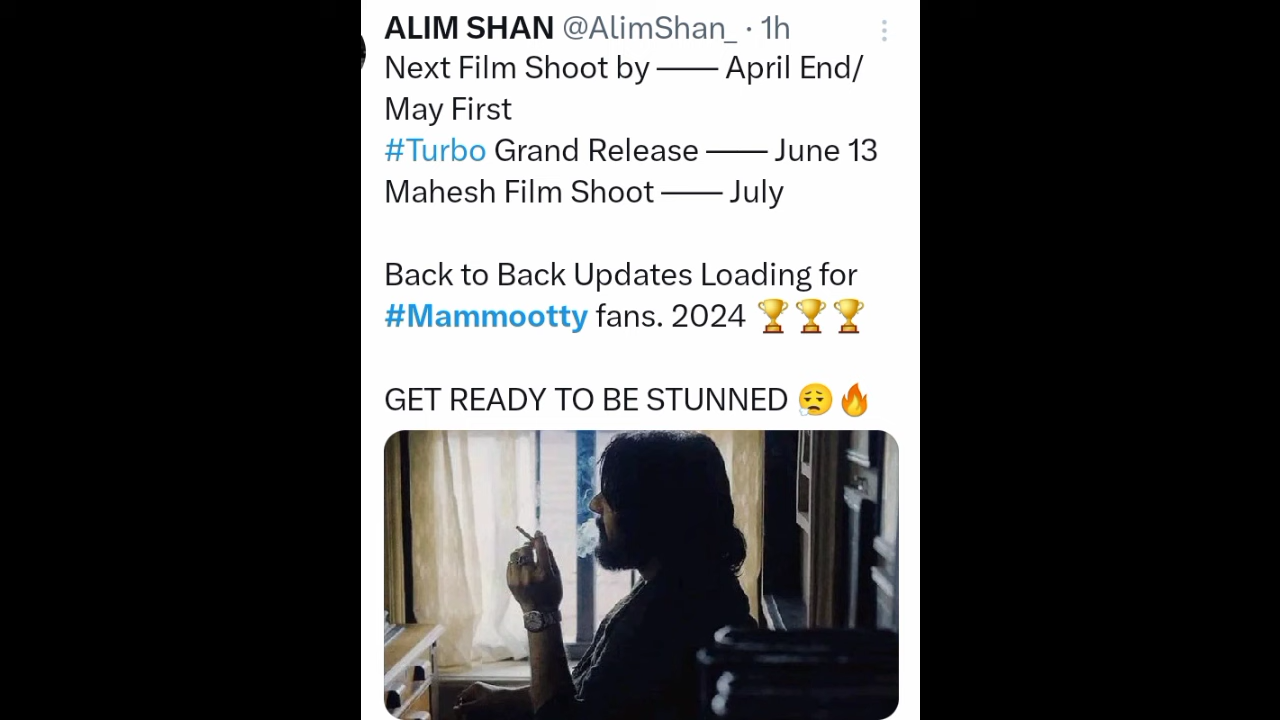 ALIM SHAN @AlimShan_ · 1h
Next Film Shoot by —— April End/
May First
#Turbo Grand Release —— June 13
Mahesh Film Shoot —— July
Back to Back Updates Loading for
#Mammootty fans. 2024 🏆🏆🏆
GET READY TO BE STUNNED 😮‍💨🔥